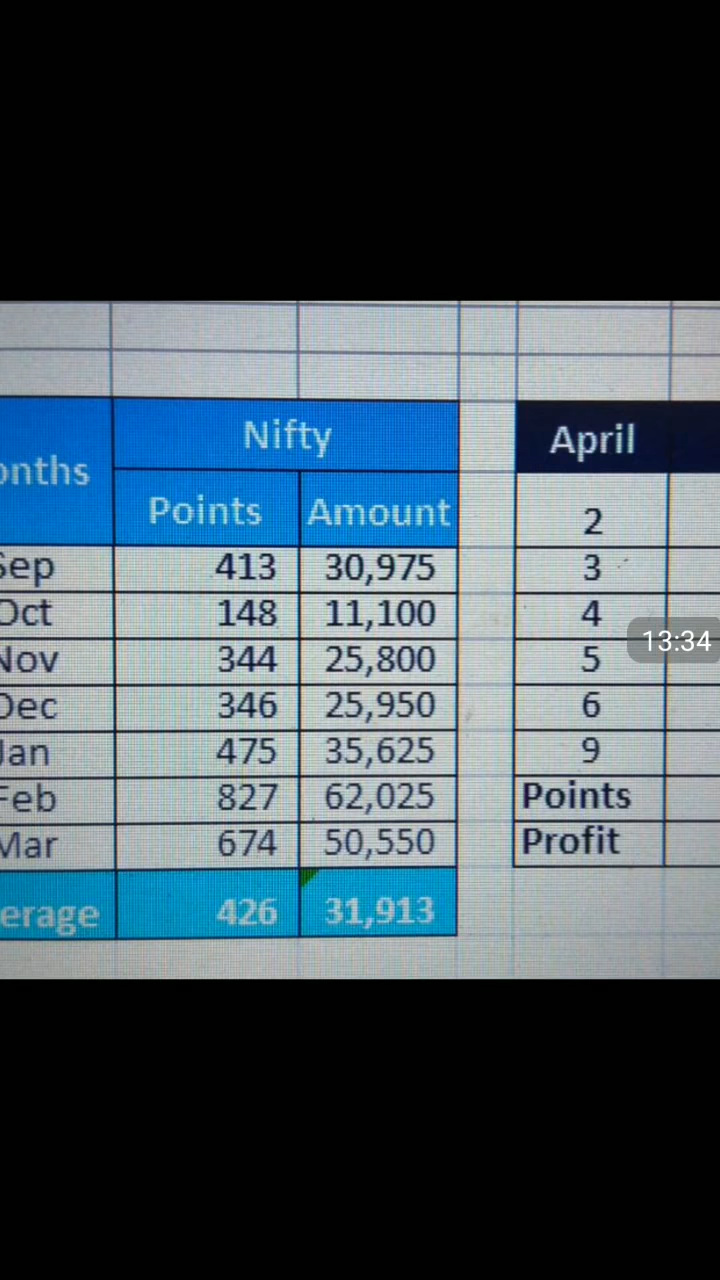 Nifty
April
onths
Points Amount
2
Sep 413 30,975
3
Oct 148 11,100
4
13:34
Nov 344 25,800
5
Dec 346 25,950
6
Jan 475 35,625
9
Feb 827 62,025
Points
Mar 674 50,550
Profit
erage 426 31,913